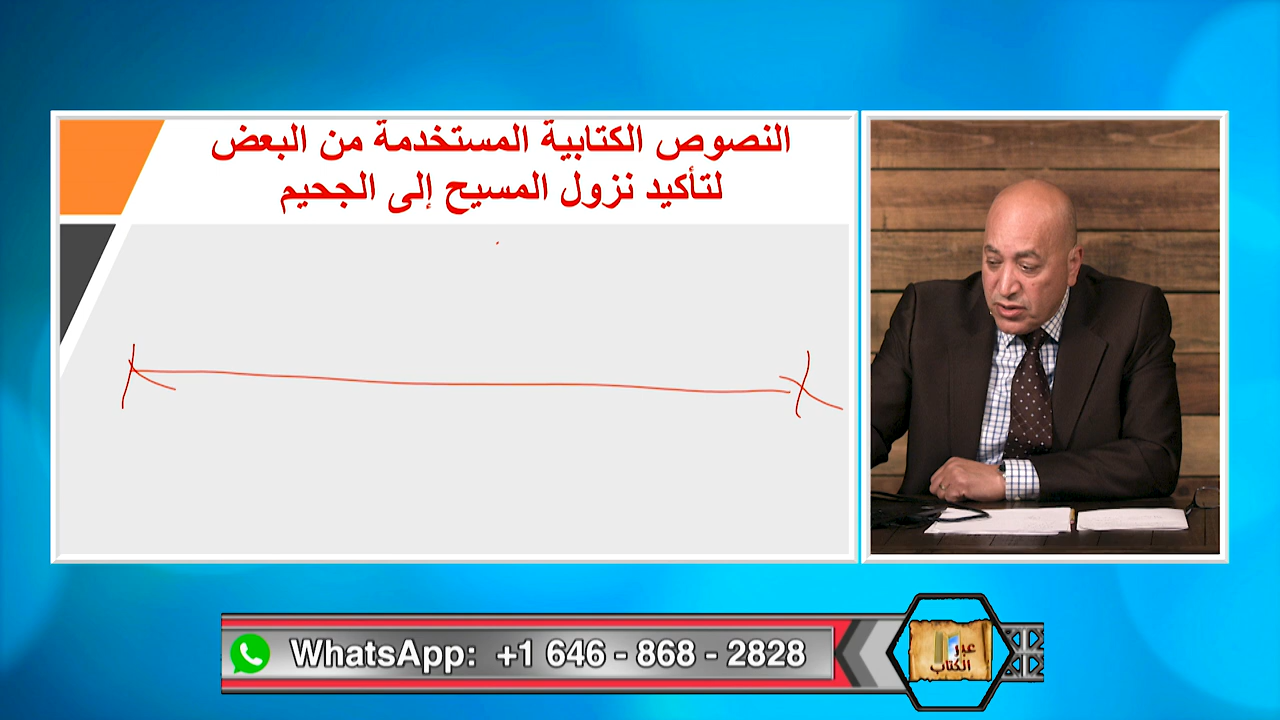 النصوص الكتابية المستخدمة من البعض
لتأكيد نزول المسيح إلى الجحيم
WhatsApp: +1 646 - 868 - 2828
عبر
الكتاب